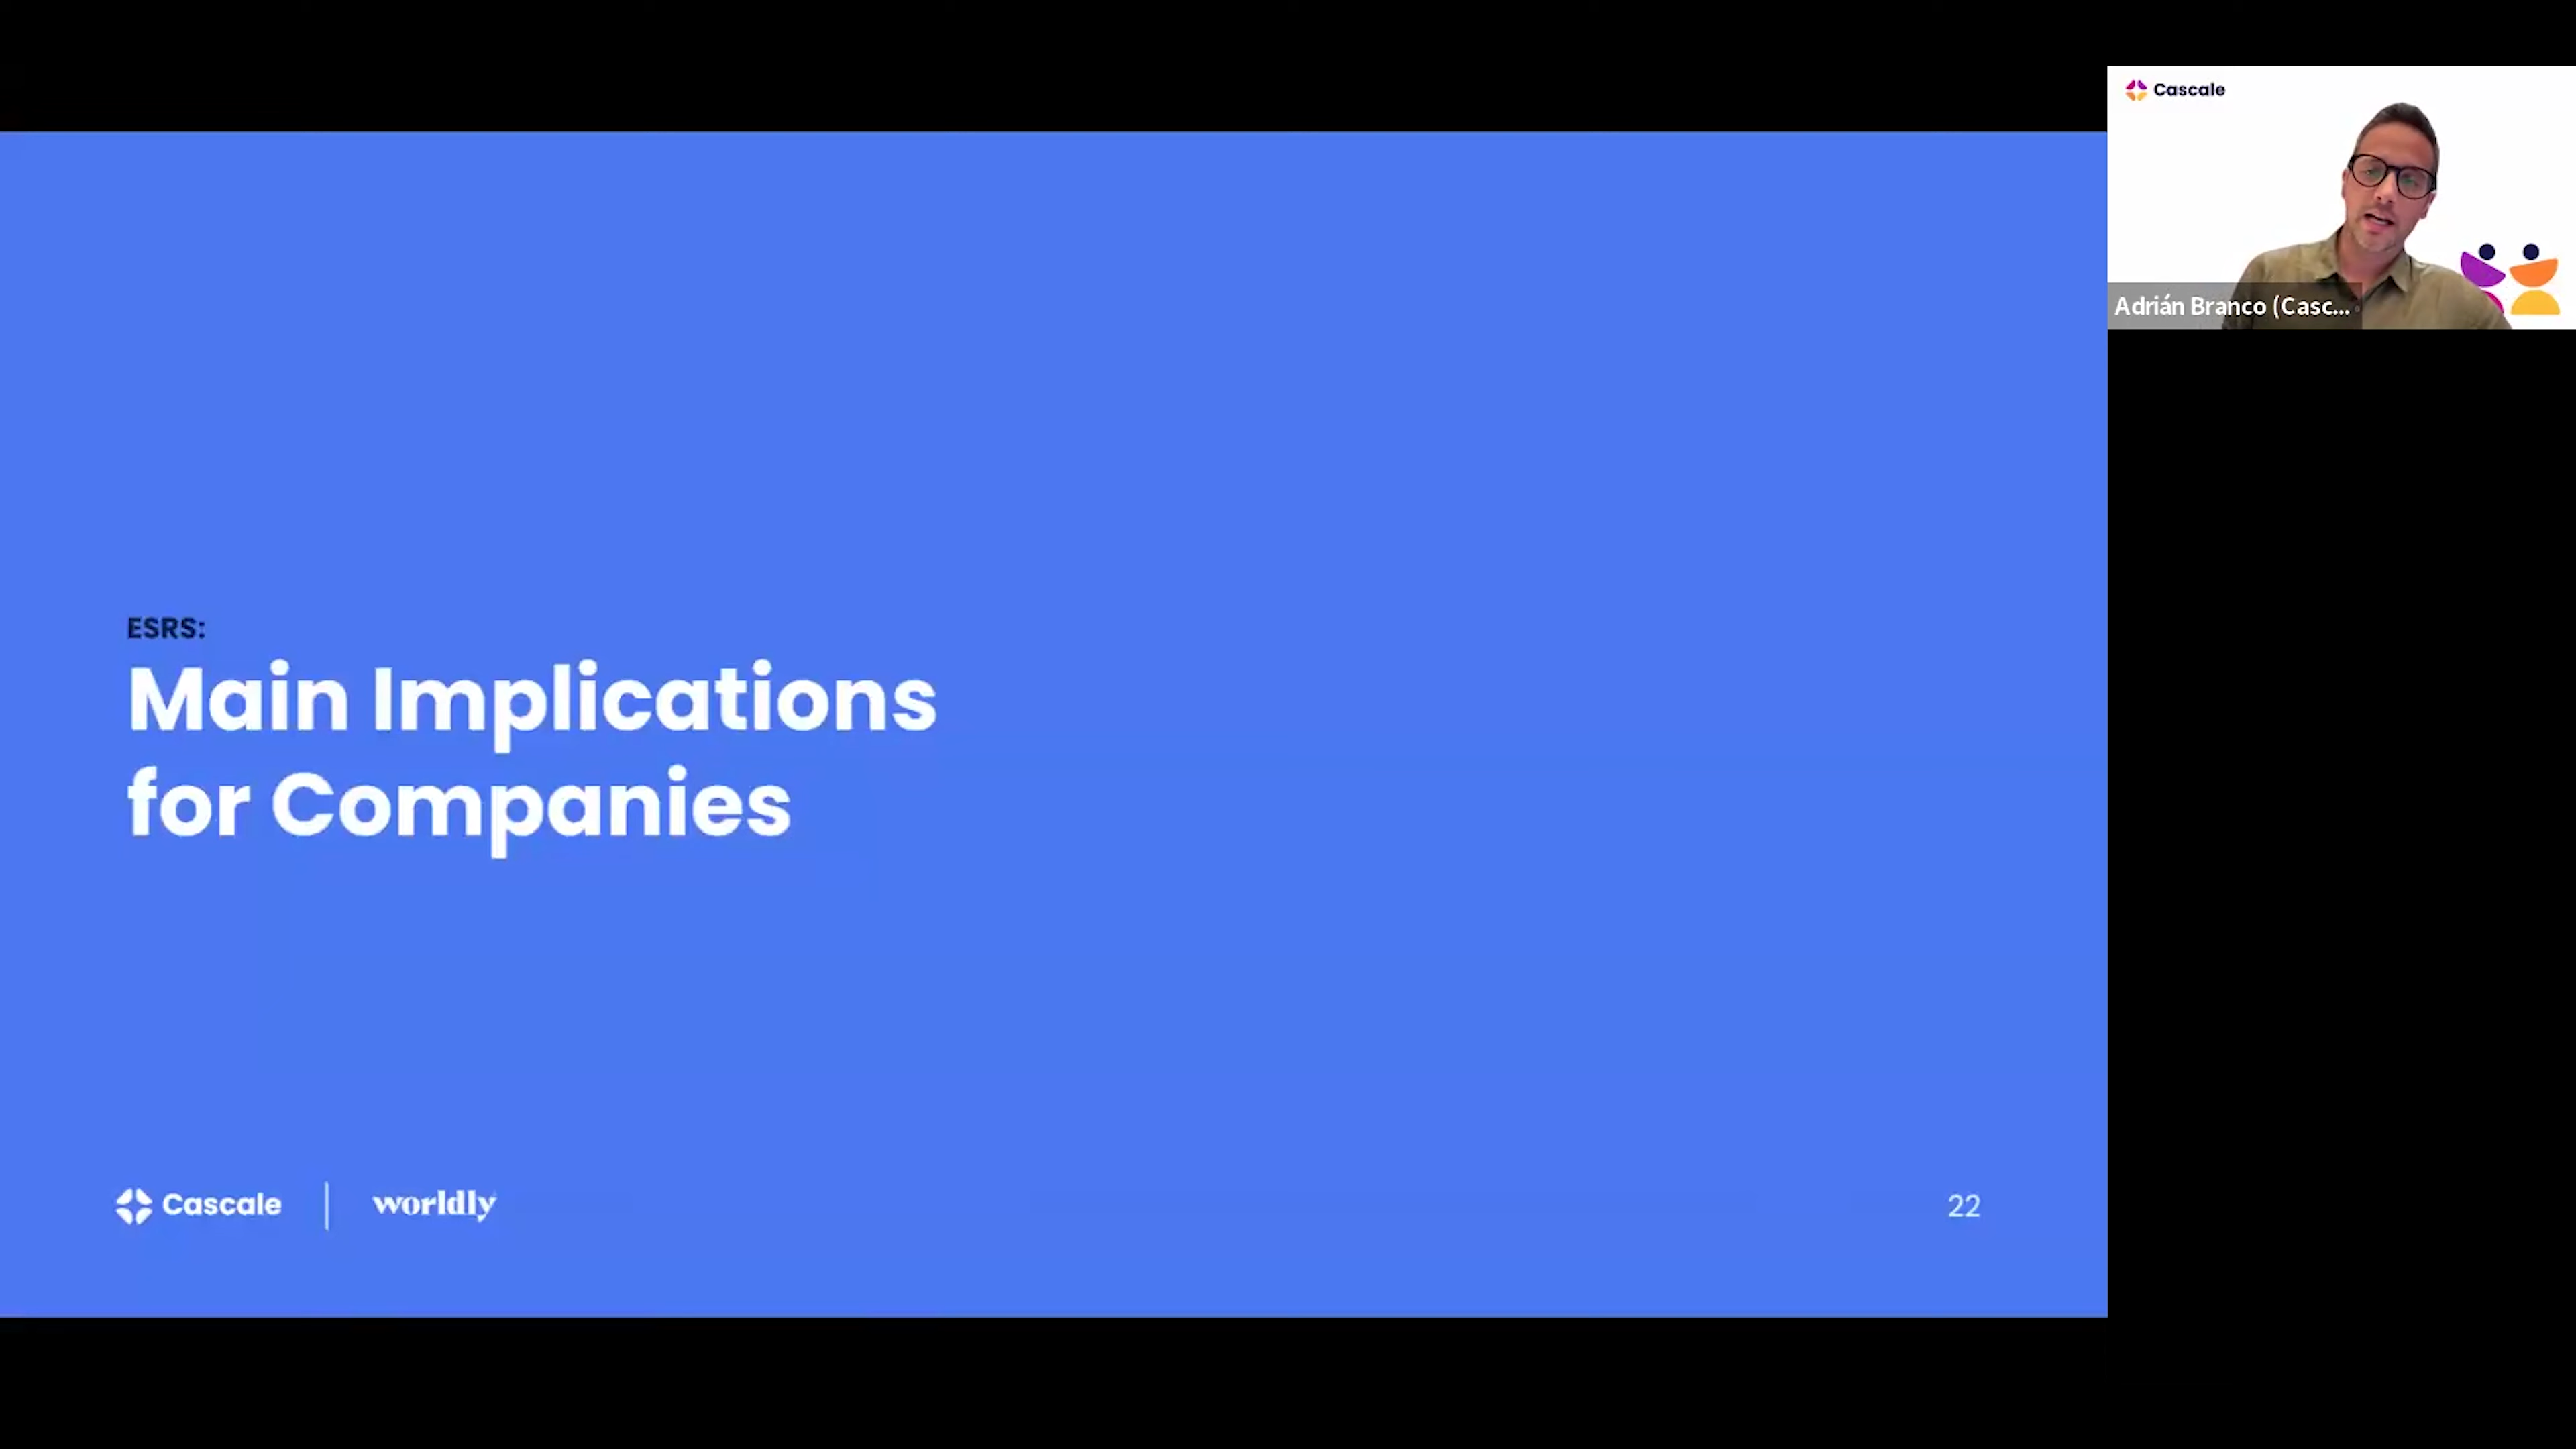 ESRS:
Main Implications
for Companies
Cascale
worldly
22
Cascale
Adrián Branco (Casc...